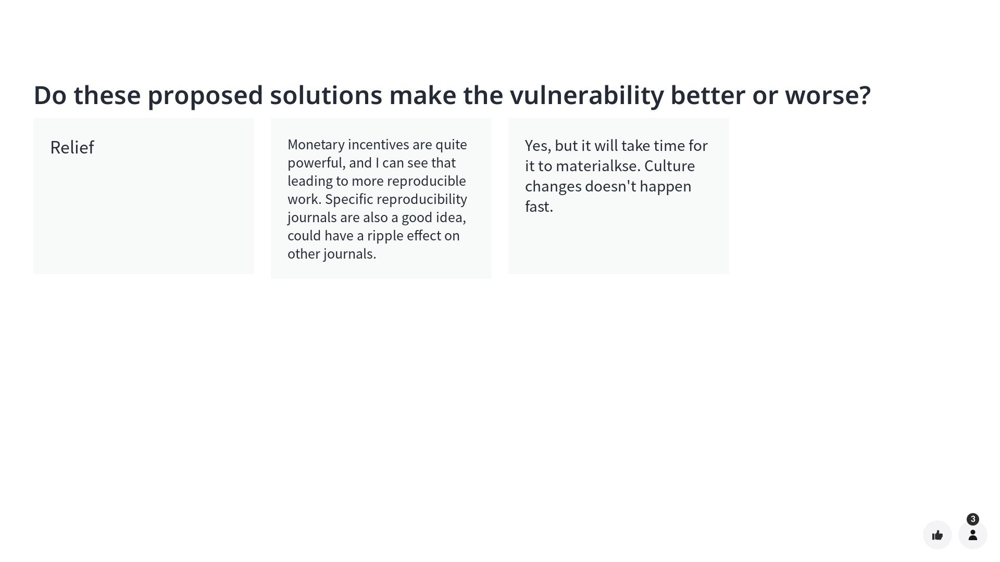 Do these proposed solutions make the vulnerability better or worse?
Relief
Monetary incentives are quite
powerful, and I can see that
leading to more reproducible
work. Specific reproducibility
journals are also a good idea,
could have a ripple effect on
other journals.
Yes, but it will take time for
it to materialkse. Culture
changes doesn't happen
fast.
3